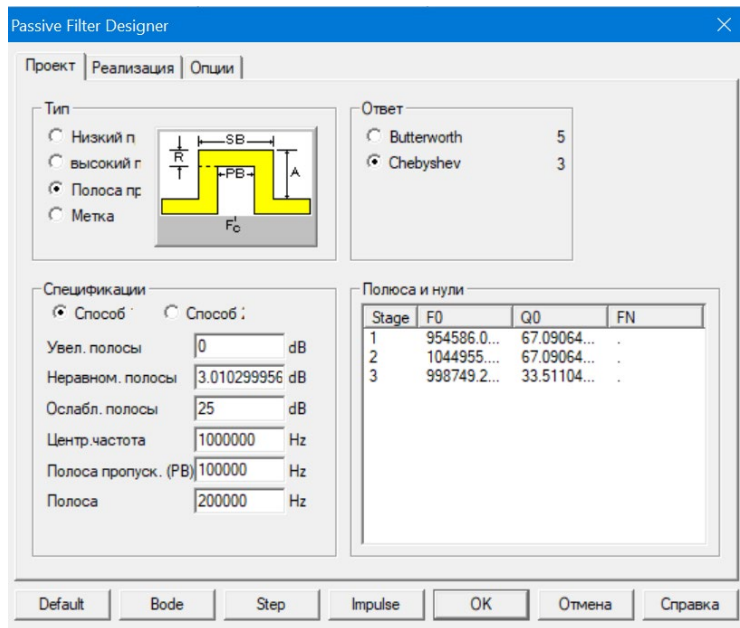 Passive Filter Designer
Проект Реализация Опции
Тип
Низкий п
высокий г
Полоса пр
Метка
SB
R
PB
A
Fc
Ответ
Butterworth 5
Chebyshev 3
Спецификации
Способ Способ 2
Увел. полосы 0 dB
Неравном. полосы 3.010299956 dB
Ослабл. полосы 25 dB
Центр.частота 1000000 Hz
Полоса пропуск. (PB) 100000 Hz
Полоса 200000 Hz
Полюса и нули
Stage F0 Q0 FN
1 954586.0... 67.09064... .
2 1044955.... 67.09064... .
3 998749.2... 33.51104... .
Default Bode Step Impulse OK Отмена Справка